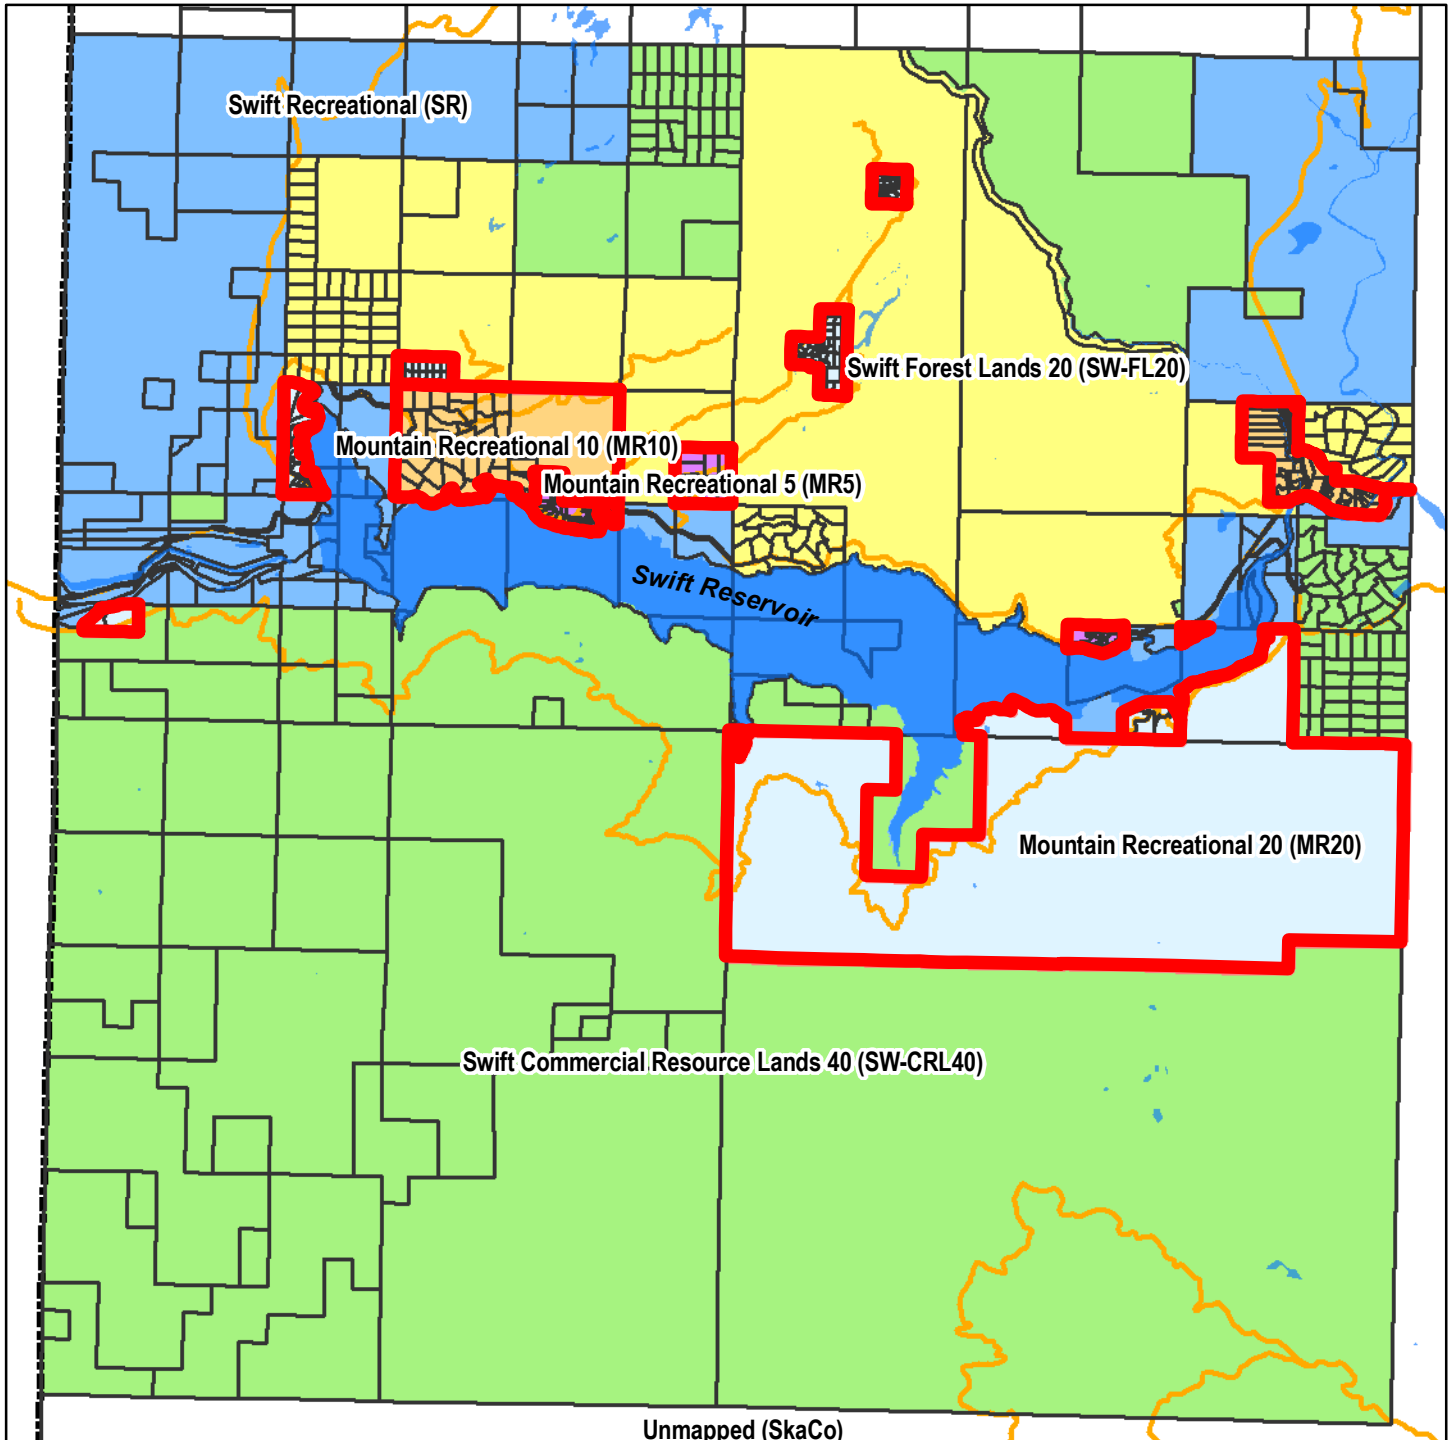 Swift Recreational (SR)
Swift Forest Lands 20 (SW-FL20)
Mountain Recreational 10 (MR10)
Mountain Recreational 5 (MR5)
Swift Reservoir
Mountain Recreational 20 (MR20)
Swift Commercial Resource Lands 40 (SW-CRL40)
Unmapped (SkaCo)